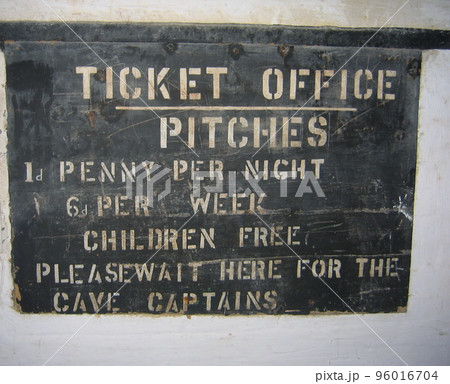 TICKET OFFICE
PITCHES
1d PENNY PER NIGHT
6d PER WEEK
CHILDREN FREE
PLEASEWAIT HERE FOR THE
CAVE CAPTAINS
PIXTA
pixta.jp - 96016704